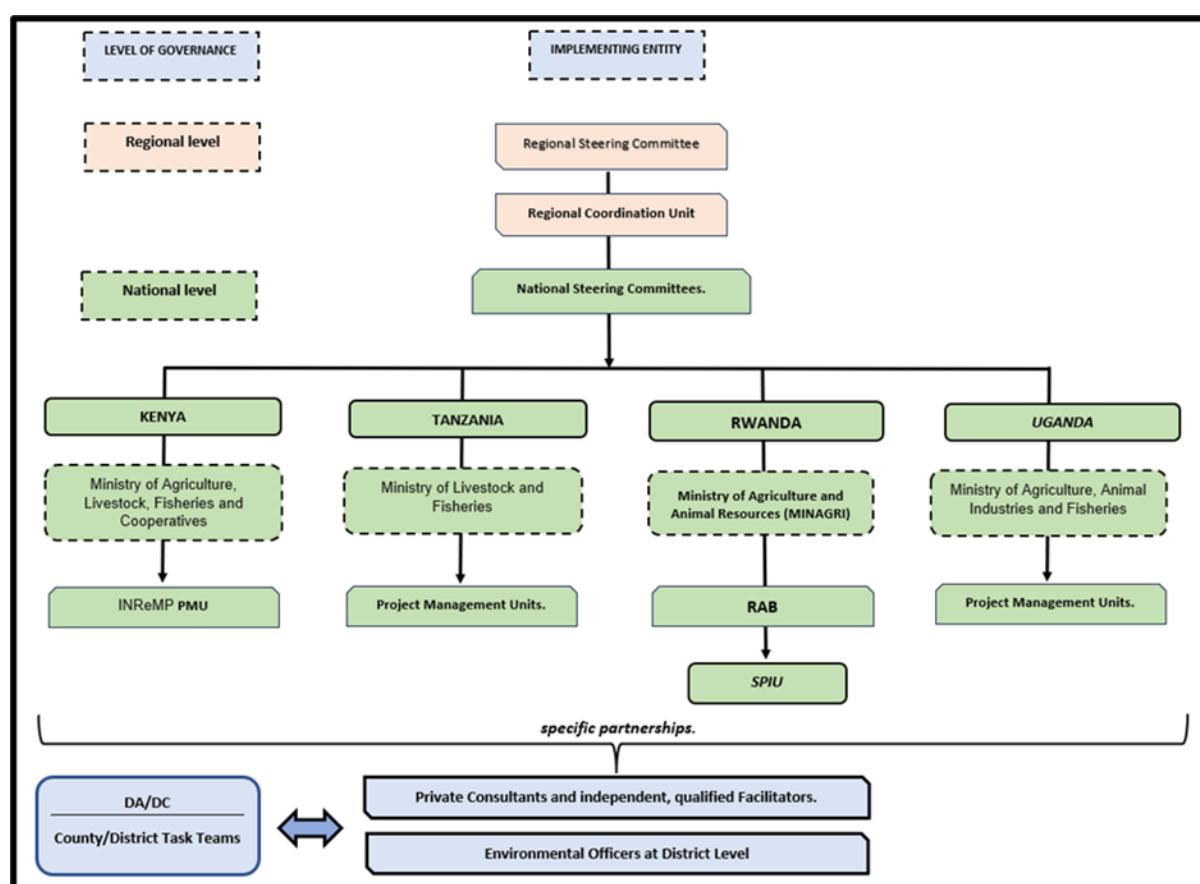 LEVEL OF GOVERNANCE
IMPLEMENTING ENTITY
Regional level
Regional Steering Committee
Regional Coordination Unit
National level
National Steering Committees.
KENYA
TANZANIA
RWANDA
UGANDA
Ministry of Agriculture,
Livestock, Fisheries and
Cooperatives
Ministry of Livestock and
Fisheries
Ministry of Agriculture and
Animal Resources (MINAGRI)
Ministry of Agriculture, Animal
Industries and Fisheries
INReMP PMU
Project Management Units.
RAB
Project Management Units.
SPIU
specific partnerships.
DA/DC
County/District Task Teams
Private Consultants and independent, qualified Facilitators.
Environmental Officers at District Level